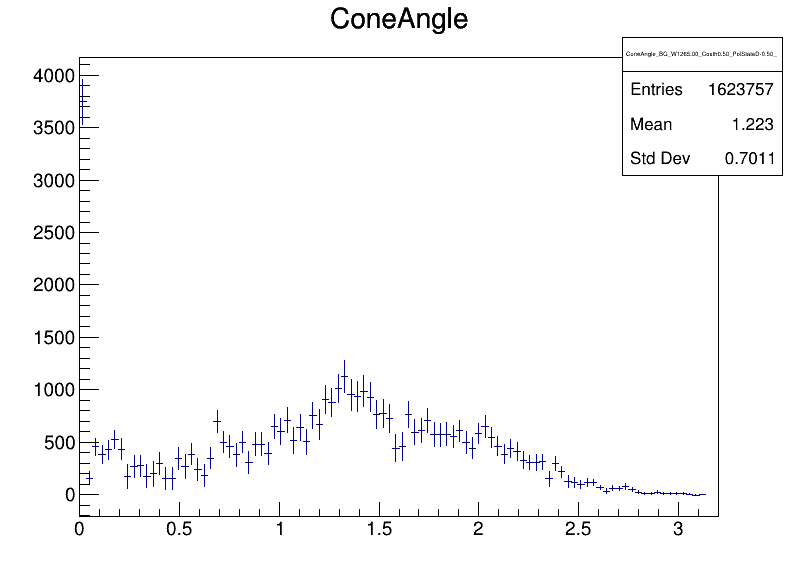 ConeAngle
ConeAngle_BG_W1265.00_Costh0.50_PolStateD-0.50_
Entries 1623757
Mean 1.223
Std Dev 0.7011
4000
3500
3000
2500
2000
1500
1000
500
0
0 0.5 1 1.5 2 2.5 3